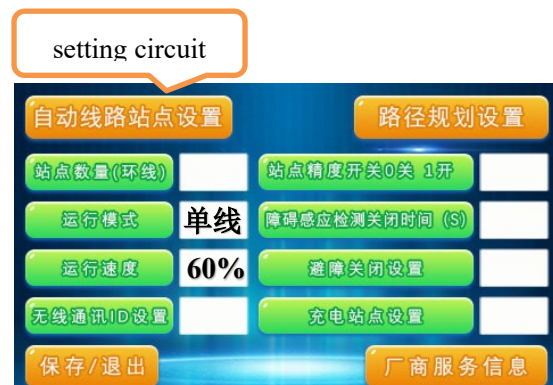 setting circuit
自动线路站点设置 路径规划设置
站点数量(环线) 站点精度开关0关 1开
运行模式 单线 障碍感应检测关闭时间 (S)
运行速度 60% 避障关闭设置
无线通讯ID设置 充电站点设置
保存/退出 厂商服务信息